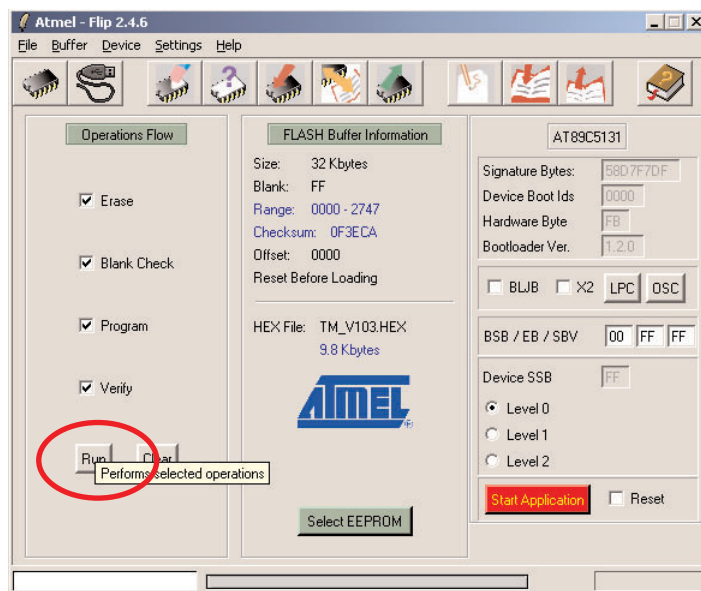 Atmel - Flip 2.4.6
File Buffer Device Settings Help
Operations Flow
Erase
Blank Check
Program
Verify
Run Clear
Performs selected operations
FLASH Buffer Information
Size: 32 Kbytes
Blank: FF
Range: 0000 - 2747
Checksum: 0F3ECA
Offset: 0000
Reset Before Loading
HEX File: TM_V103.HEX
9.8 Kbytes
ATMEL
Select EEPROM
AT89C5131
Signature Bytes: 58D7F7DF
Device Boot Ids 0000
Hardware Byte FB
Bootloader Ver. 1.2.0
BLJB X2 LPC OSC
BSB / EB / SBV 00 FF FF
Device SSB FF
Level 0
Level 1
Level 2
Start Application Reset